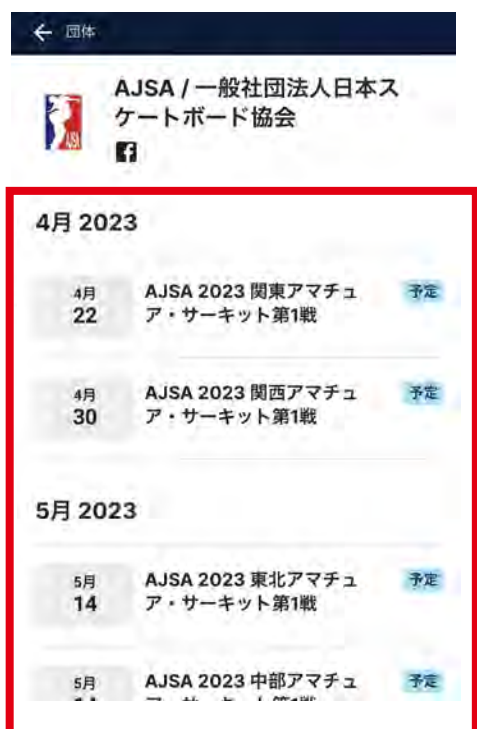 団体
AJSA / 一般社団法人日本ス
ケートボード協会
AJSA
4月 2023
4月
22
AJSA 2023 関東アマチュ
ア・サーキット第1戦
予定
4月
30
AJSA 2023 関西アマチュ
ア・サーキット第1戦
予定
5月 2023
5月
14
AJSA 2023 東北アマチュ
ア・サーキット第1戦
予定
5月
AJSA 2023 中部アマチュ
予定